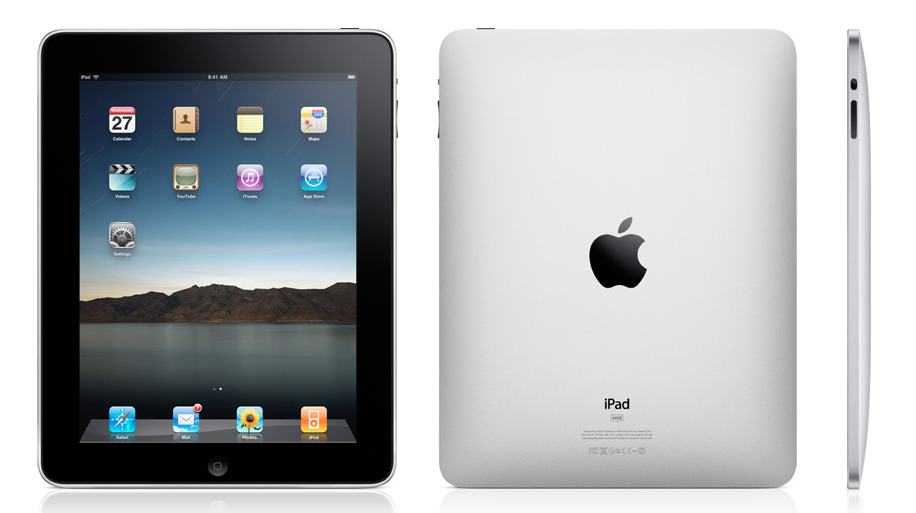 iPad 9:41 AM
Wednesday
27
280
Calendar Contacts Notes Maps
Videos YouTube iTunes App Store
Settings
Safari Mail Photos iPod
iPad
64GB